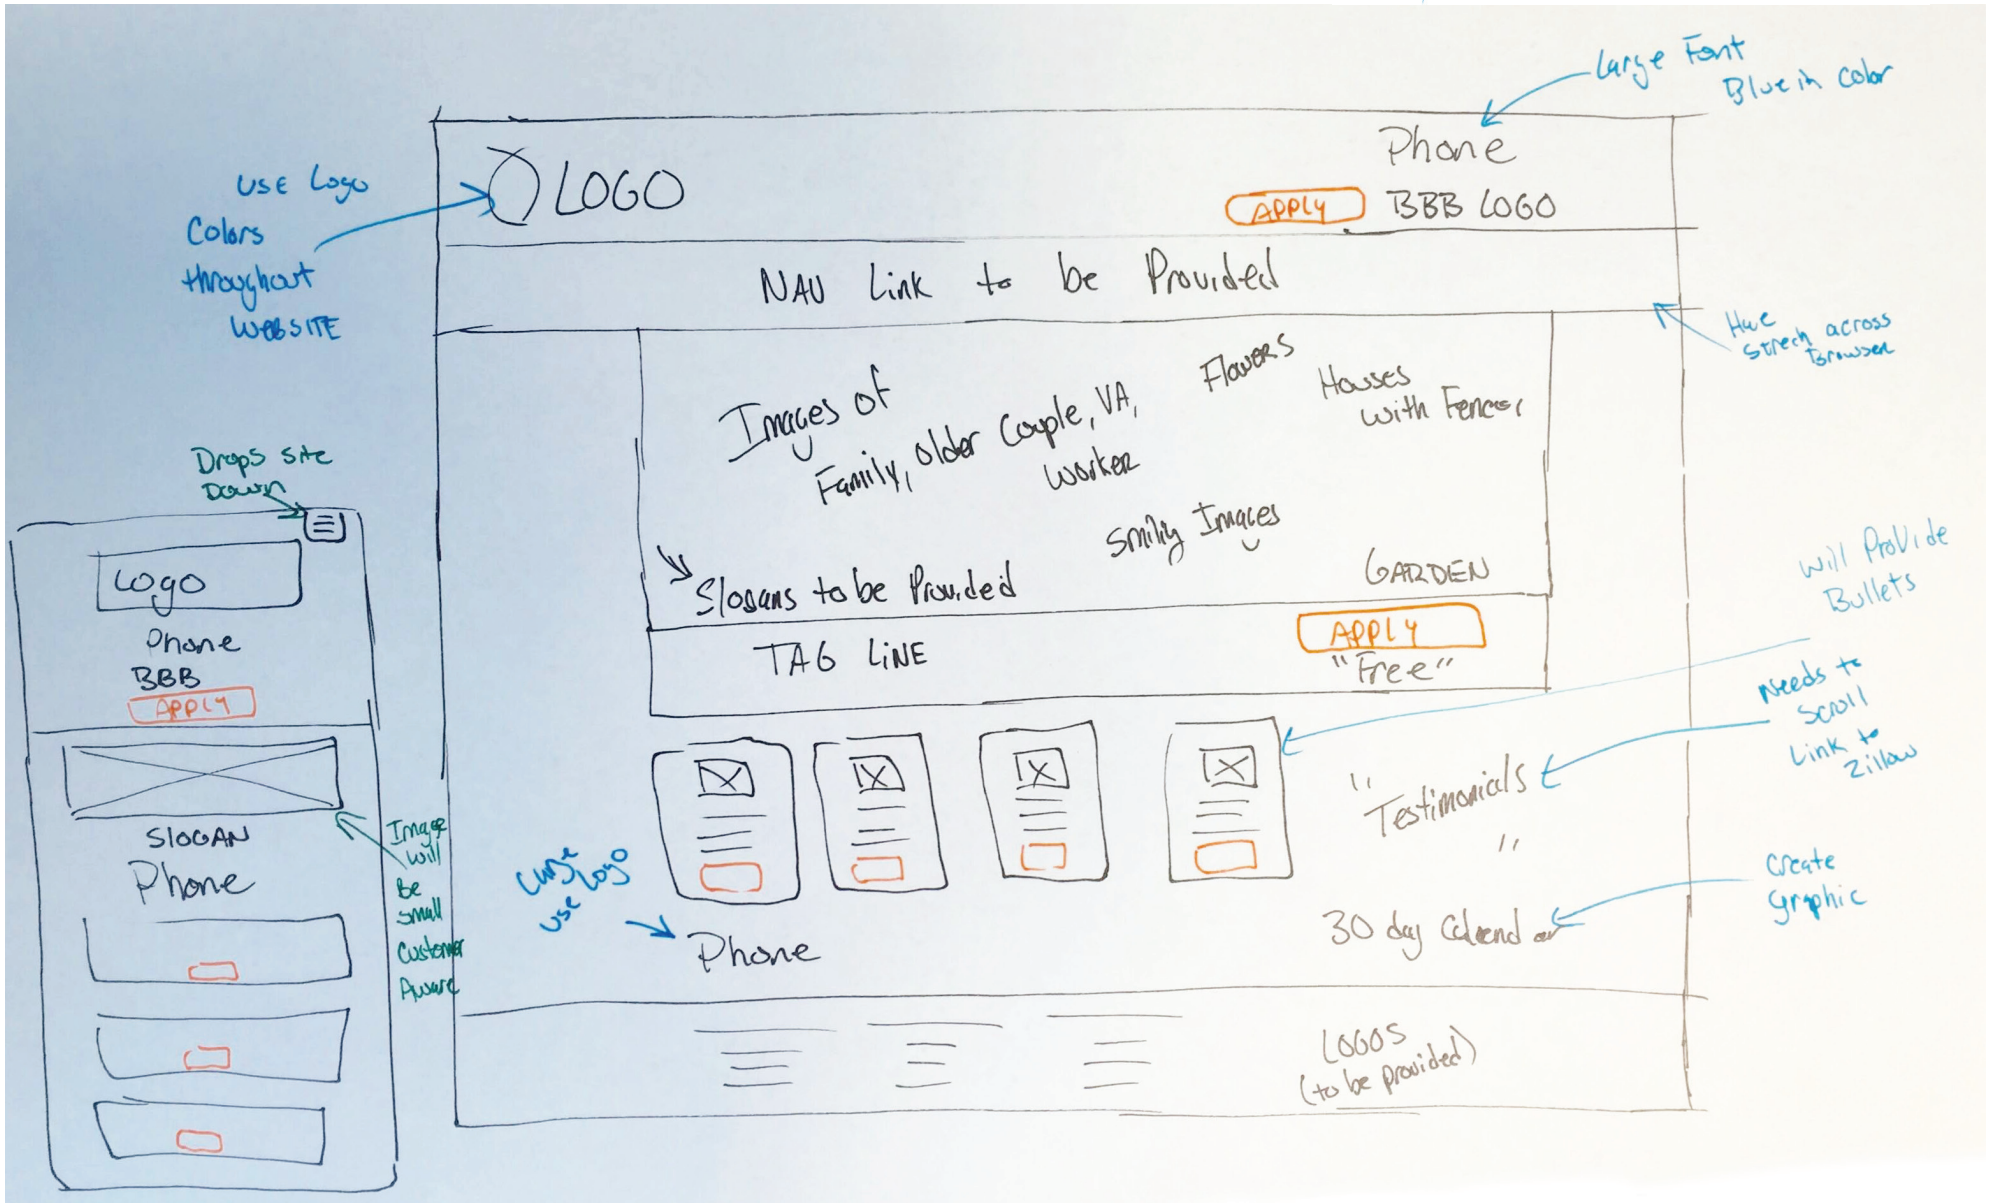 Large Font
Blue in color
Phone
LOGO
APPLY
BBB LOGO
USE Logo
Colors
throughout
WEBSITE
NAV Link to be Provided
Have
Strech across
Browser
Images of
Family, older Couple, VA,
Worker
Flowers
Houses
with Fences
Smiliy Images
Slogans to be Provided
GARDEN
TAG LINE
APPLY
"Free"
Will Provide
Bullets
Needs to
Scroll
Link to
Zillow
"Testimonials"
Create
Graphic
30 day Calendar
Large
use Logo
Phone
LOGOS
(to be provided)
Drops site
Down
Logo
Phone
BBB
APPLY
SLOGAN
Phone
Image
will
Be
Small
Customer
Aware